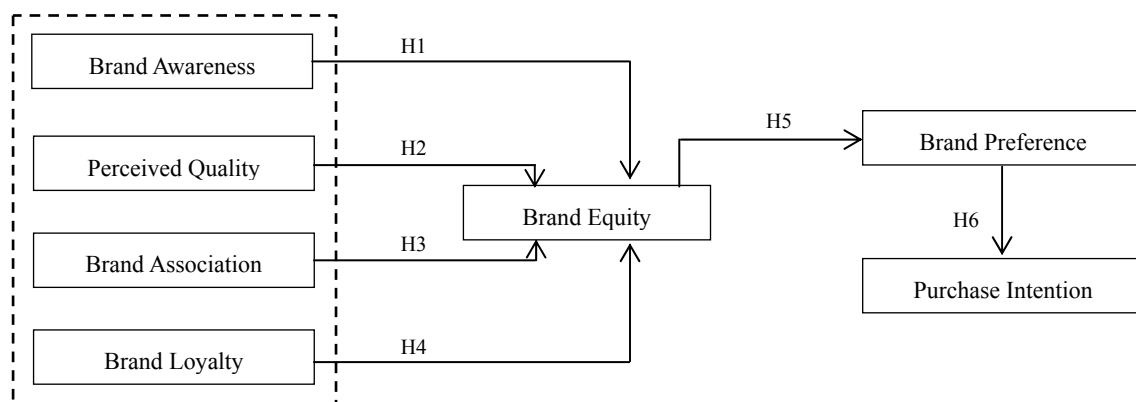 Brand Awareness
H1
Perceived Quality
H2
Brand Association
H3
Brand Loyalty
H4
Brand Equity
H5
Brand Preference
H6
Purchase Intention